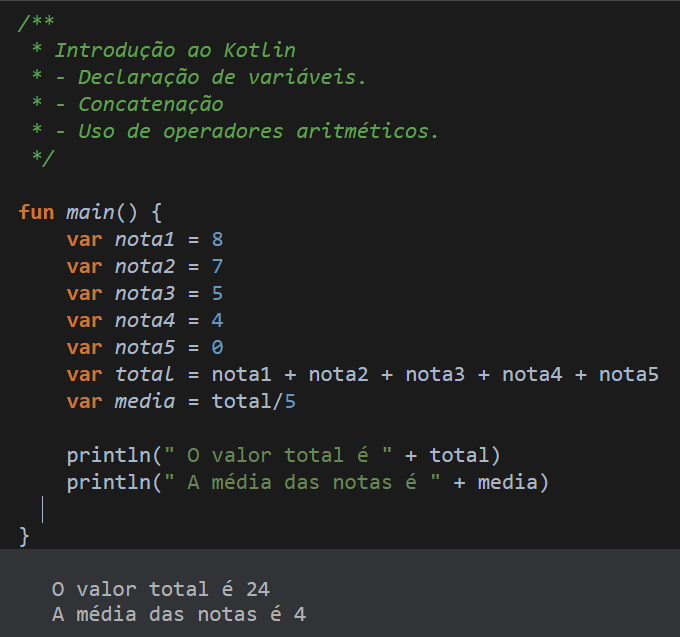 /**
 * Introdução ao Kotlin
 * - Declaração de variáveis.
 * - Concatenação
 * - Uso de operadores aritméticos.
 */
fun main() {
    var nota1 = 8
    var nota2 = 7
    var nota3 = 5
    var nota4 = 4
    var nota5 = 0
    var total = nota1 + nota2 + nota3 + nota4 + nota5
    var media = total/5
    println(" O valor total é " + total)
    println(" A média das notas é " + media)
}
O valor total é 24
A média das notas é 4